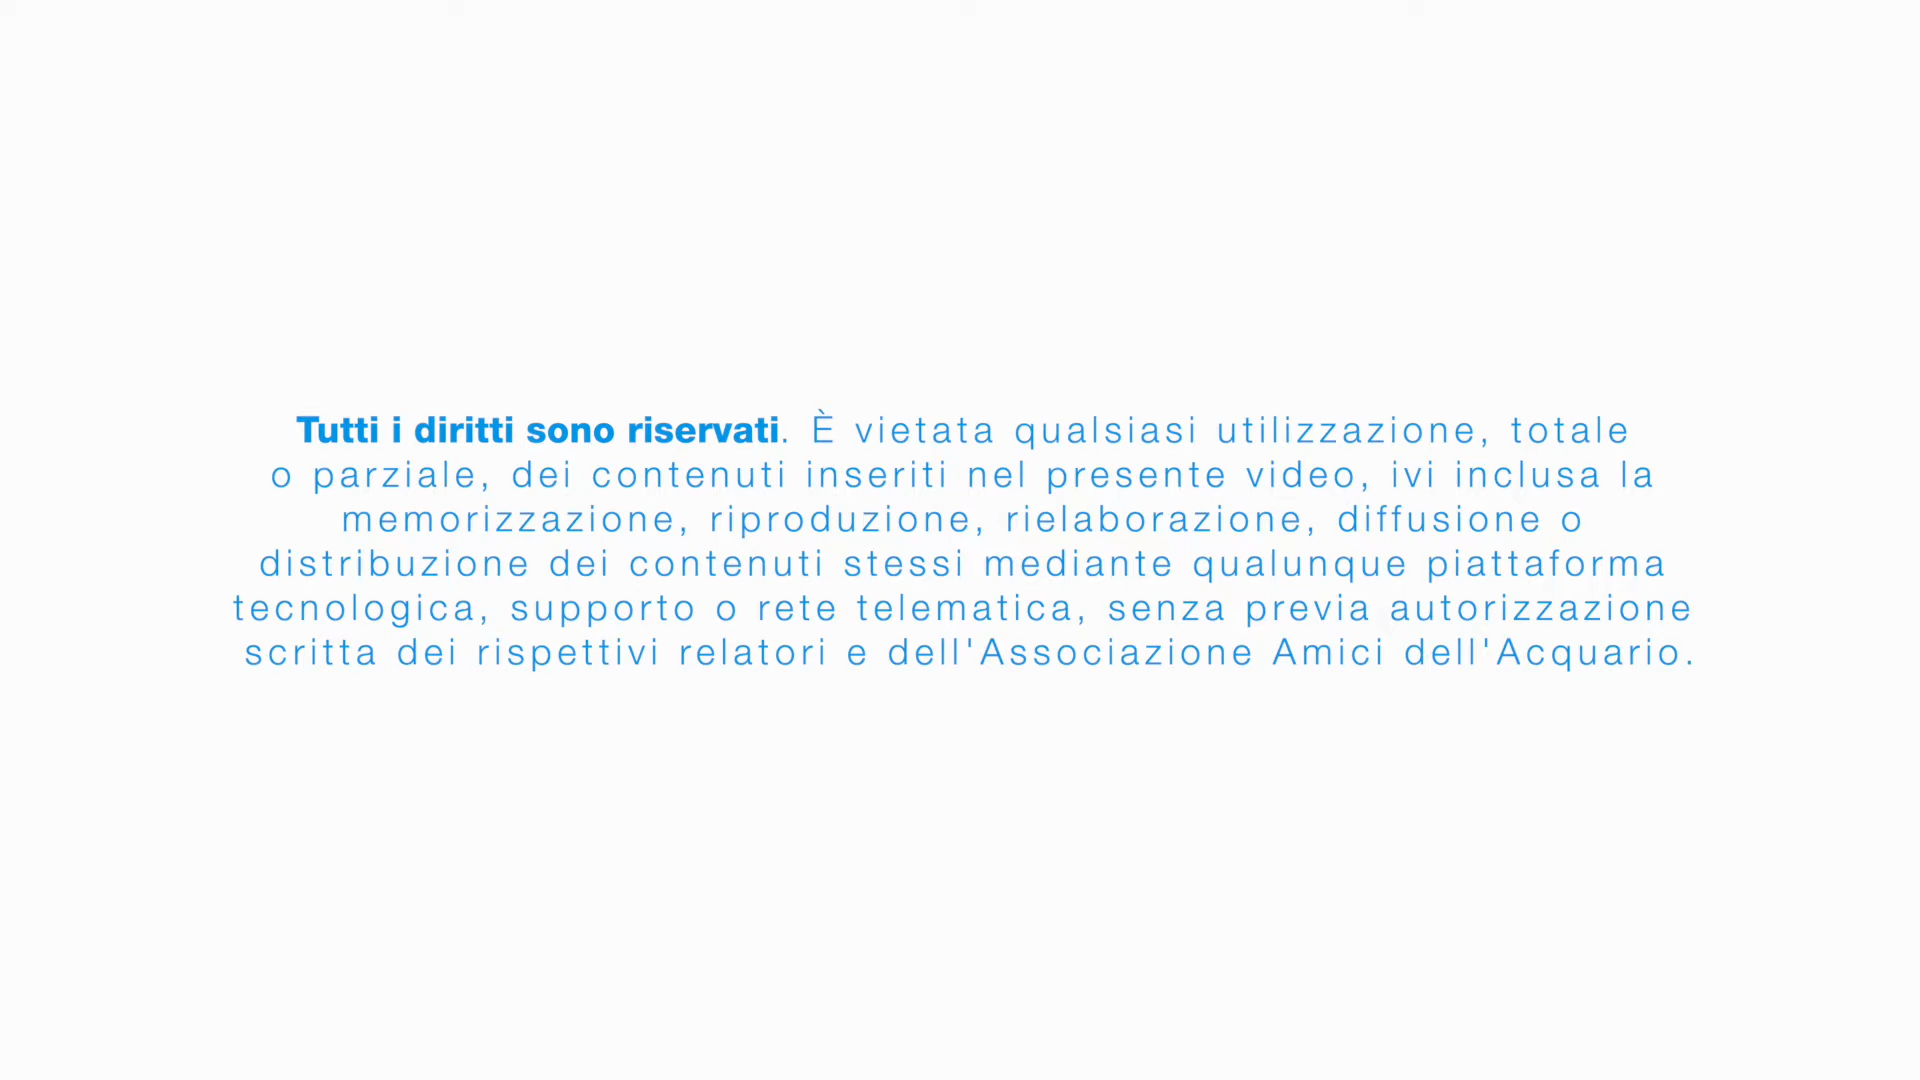 Tutti i diritti sono riservati. È vietata qualsiasi utilizzazione, totale
o parziale, dei contenuti inseriti nel presente video, ivi inclusa la
memorizzazione, riproduzione, rielaborazione, diffusione o
distribuzione dei contenuti stessi mediante qualunque piattaforma
tecnologica, supporto o rete telematica, senza previa autorizzazione
scritta dei rispettivi relatori e dell'Associazione Amici dell'Acquario.